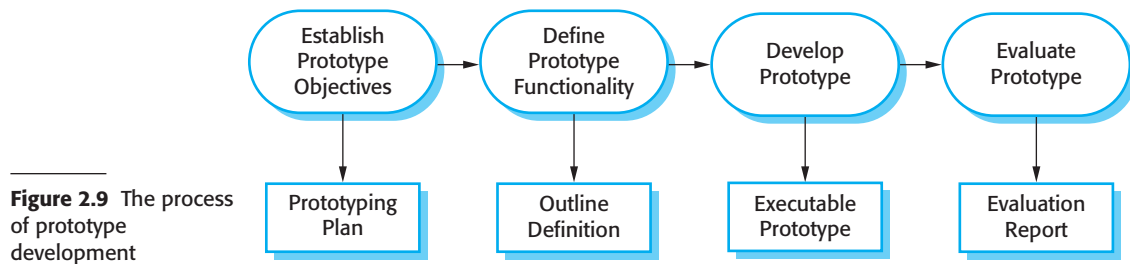 Establish
Prototype
Objectives
Define
Prototype
Functionality
Develop
Prototype
Evaluate
Prototype
Prototyping
Plan
Outline
Definition
Executable
Prototype
Evaluation
Report
Figure 2.9 The process
of prototype
development